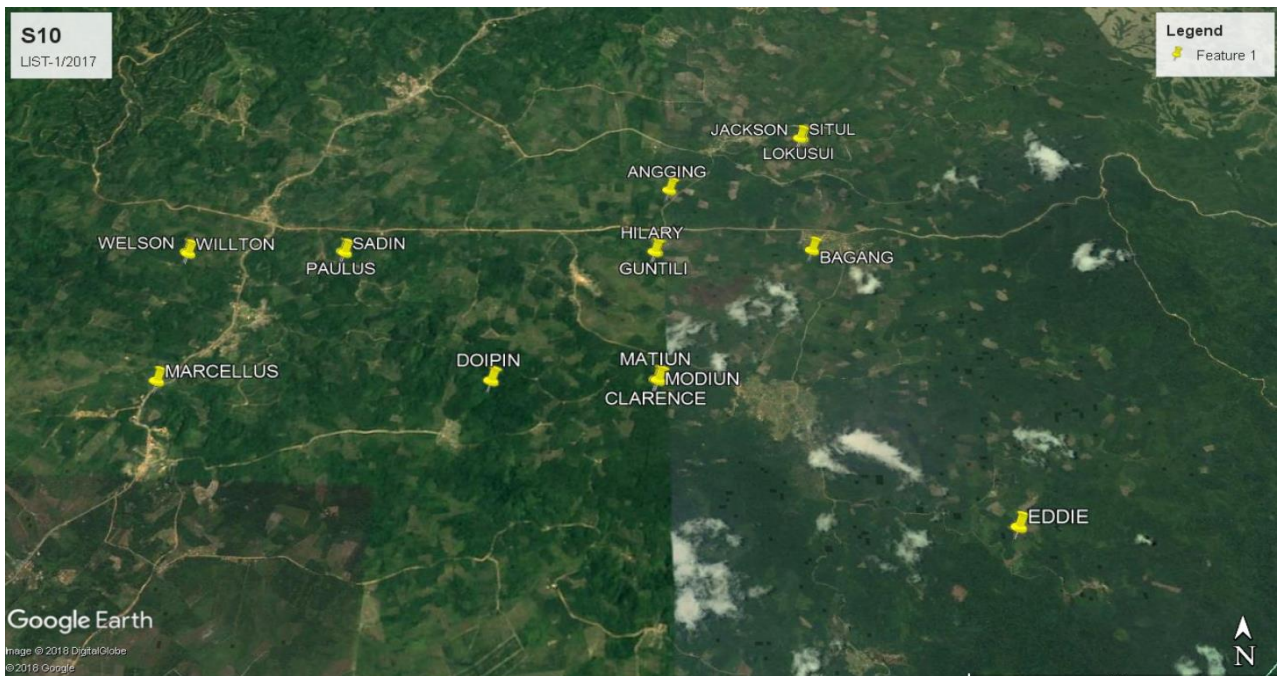 S10
LIST-1/2017
Legend
Feature 1
JACKSON SITUL
LOKUSUI
ANGGING
HILARY
WELSON WILLTON
SADIN
PAULUS
GUNTILI
BAGANG
MARCELLUS
DOIPIN
MATIUN
MODIUN
CLARENCE
EDDIE
Google Earth
Image © 2018 DigitalGlobe
© 2018 Google
N